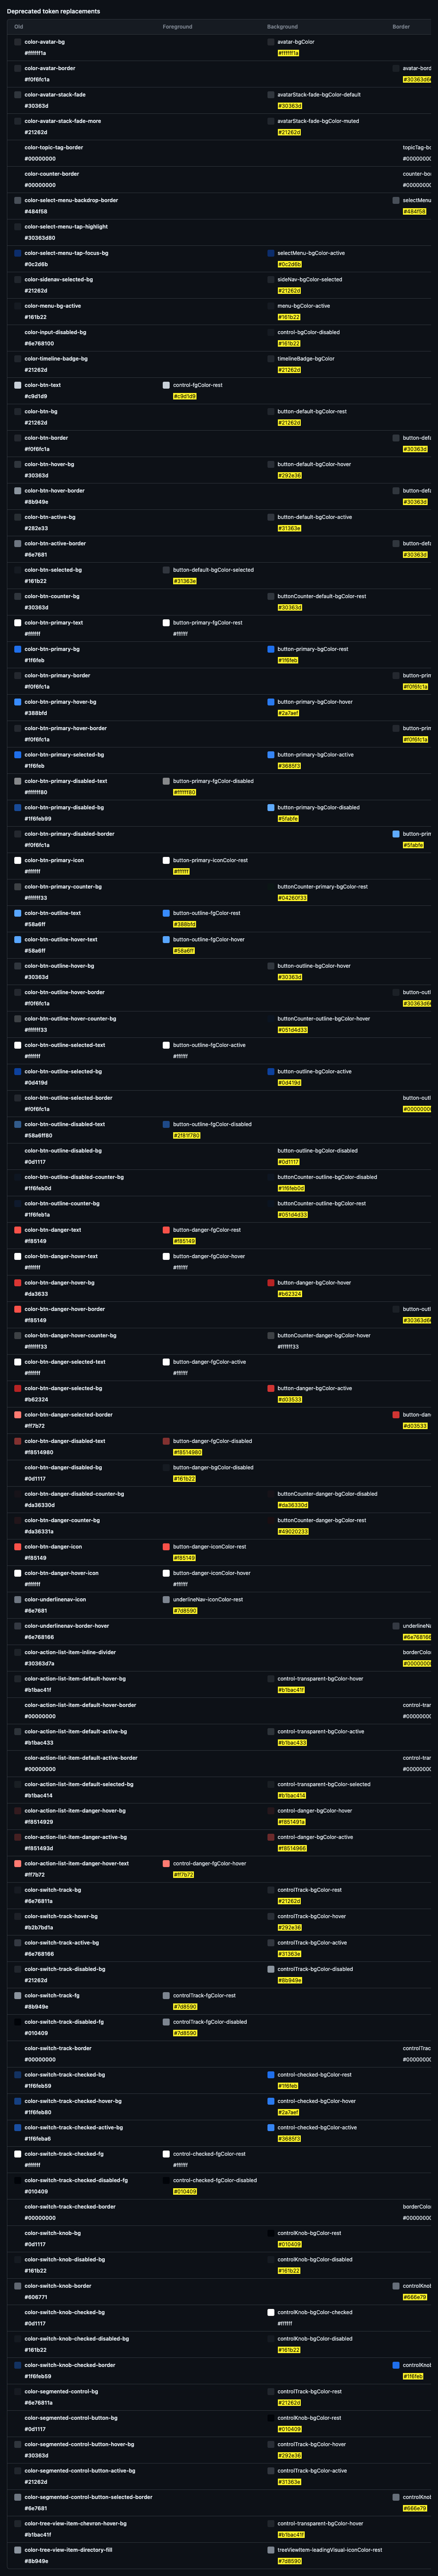 Deprecated token replacements
Old Foreground Background Border
color-avatar-bg avatar-bgColor
#ffffff1a #ffffff1a
color-avatar-border avatar-bord
#f0f6fc1a #30363d6
color-avatar-stack-fade avatarStack-fade-bgColor-default
#30363d #30363d
color-avatar-stack-fade-more avatarStack-fade-bgColor-muted
#21262d #21262d
color-topic-tag-border topicTag-bo
#00000000 #0000000
color-counter-border counter-bo
#00000000 #0000000
color-select-menu-backdrop-border selectMenu
#484f58 #484f58
color-select-menu-tap-highlight
#30363d80
color-select-menu-tap-focus-bg selectMenu-bgColor-active
#0c2d6b #0c2d6b
color-sidenav-selected-bg sideNav-bgColor-selected
#21262d #21262d
color-menu-bg-active menu-bgColor-active
#161b22 #161b22
color-input-disabled-bg control-bgColor-disabled
#6e768100 #161b22
color-timeline-badge-bg timelineBadge-bgColor
#21262d #21262d
color-btn-text control-fgColor-rest
#c9d1d9 #c9d1d9
color-btn-bg button-default-bgColor-rest
#21262d #21262d
color-btn-border button-defa
#f0f6fc1a #30363d
color-btn-hover-bg button-default-bgColor-hover
#30363d #292e36
color-btn-hover-border button-defa
#8b949e #30363d
color-btn-active-bg button-default-bgColor-active
#282e33 #31363e
color-btn-active-border button-defa
#6e7681 #30363d
color-btn-selected-bg button-default-bgColor-selected
#161b22 #31363e
color-btn-counter-bg buttonCounter-default-bgColor-rest
#30363d #30363d
color-btn-primary-text button-primary-fgColor-rest
#ffffff #ffffff
color-btn-primary-bg button-primary-bgColor-rest
#1f6feb #1f6feb
color-btn-primary-border button-prin
#f0f6fc1a #f0f6fc1a
color-btn-primary-hover-bg button-primary-bgColor-hover
#388bfd #2a7aef
color-btn-primary-hover-border button-prin
#f0f6fc1a #f0f6fc1a
color-btn-primary-selected-bg button-primary-bgColor-active
#1f6feb #3685f3
color-btn-primary-disabled-text button-primary-fgColor-disabled
#ffffff80 #ffffff80
color-btn-primary-disabled-bg button-primary-bgColor-disabled
#1f6feb99 #5fabfe
color-btn-primary-disabled-border button-prin
#f0f6fc1a #5fabfe
color-btn-primary-icon button-primary-iconColor-rest
#ffffff #ffffff
color-btn-primary-counter-bg buttonCounter-primary-bgColor-rest
#ffffff33 #04260f33
color-btn-outline-text button-outline-fgColor-rest
#58a6ff #388bfd
color-btn-outline-hover-text button-outline-fgColor-hover
#58a6ff #58a6ff
color-btn-outline-hover-bg button-outline-bgColor-hover
#30363d #30363d
color-btn-outline-hover-border button-outl
#f0f6fc1a #30363d6
color-btn-outline-hover-counter-bg buttonCounter-outline-bgColor-hover
#ffffff33 #051d4d33
color-btn-outline-selected-text button-outline-fgColor-active
#ffffff #ffffff
color-btn-outline-selected-bg button-outline-bgColor-active
#0d419d #0d419d
color-btn-outline-selected-border button-outl
#f0f6fc1a #0000000
color-btn-outline-disabled-text button-outline-fgColor-disabled
#58a6ff80 #2f81f780
color-btn-outline-disabled-bg button-outline-bgColor-disabled
#0d1117 #0d1117
color-btn-outline-disabled-counter-bg buttonCounter-outline-bgColor-disabled
#1f6feb0d #1f6feb0d
color-btn-outline-counter-bg buttonCounter-outline-bgColor-rest
#1f6feb1a #051d4d33
color-btn-danger-text button-danger-fgColor-rest
#f85149 #f85149
color-btn-danger-hover-text button-danger-fgColor-hover
#ffffff #ffffff
color-btn-danger-hover-bg button-danger-bgColor-hover
#da3633 #b62324
color-btn-danger-hover-border button-outl
#f85149 #30363d6
color-btn-danger-hover-counter-bg buttonCounter-danger-bgColor-hover
#ffffff33 #ffffff33
color-btn-danger-selected-text button-danger-fgColor-active
#ffffff #ffffff
color-btn-danger-selected-bg button-danger-bgColor-active
#b62324 #d03533
color-btn-danger-selected-border button-dan
#ff7b72 #d03533
color-btn-danger-disabled-text button-danger-fgColor-disabled
#f8514980 #f8514980
color-btn-danger-disabled-bg button-danger-bgColor-disabled
#0d1117 #161b22
color-btn-danger-disabled-counter-bg buttonCounter-danger-bgColor-disabled
#da36330d #da36330d
color-btn-danger-counter-bg buttonCounter-danger-bgColor-rest
#da36331a #49020233
color-btn-danger-icon button-danger-iconColor-rest
#f85149 #f85149
color-btn-danger-hover-icon button-danger-iconColor-hover
#ffffff #ffffff
color-underlinenav-icon underlineNav-iconColor-rest
#6e7681 #7d8590
color-underlinenav-border-hover underlineNa
#6e768166 #6e768166
color-action-list-item-inline-divider borderColo
#30363d7a #0000000
color-action-list-item-default-hover-bg control-transparent-bgColor-hover
#b1bac41f #b1bac41f
color-action-list-item-default-hover-border control-tran
#00000000 #0000000
color-action-list-item-default-active-bg control-transparent-bgColor-active
#b1bac433 #b1bac433
color-action-list-item-default-active-border control-tran
#00000000 #0000000
color-action-list-item-default-selected-bg control-transparent-bgColor-selected
#b1bac414 #b1bac414
color-action-list-item-danger-hover-bg control-danger-bgColor-hover
#f8514929 #f851491a
color-action-list-item-danger-active-bg control-danger-bgColor-active
#f851493d #f8514966
color-action-list-item-danger-hover-text control-danger-fgColor-hover
#ff7b72 #ff7b72
color-switch-track-bg controlTrack-bgColor-rest
#6e76811a #21262d
color-switch-track-hover-bg controlTrack-bgColor-hover
#b2b7bd1a #292e36
color-switch-track-active-bg controlTrack-bgColor-active
#6e768166 #31363e
color-switch-track-disabled-bg controlTrack-bgColor-disabled
#21262d #8b949e
color-switch-track-fg controlTrack-fgColor-rest
#8b949e #7d8590
color-switch-track-disabled-fg controlTrack-fgColor-disabled
#010409 #7d8590
color-switch-track-border controlTrac
#00000000 #0000000
color-switch-track-checked-bg control-checked-bgColor-rest
#1f6feb59 #1f6feb
color-switch-track-checked-hover-bg control-checked-bgColor-hover
#1f6feb80 #2a7aef
color-switch-track-checked-active-bg control-checked-bgColor-active
#1f6feba6 #3685f3
color-switch-track-checked-fg control-checked-fgColor-rest
#ffffff #ffffff
color-switch-track-checked-disabled-fg control-checked-fgColor-disabled
#010409 #010409
color-switch-track-checked-border borderColo
#00000000 #0000000
color-switch-knob-bg controlKnob-bgColor-rest
#0d1117 #010409
color-switch-knob-disabled-bg controlKnob-bgColor-disabled
#161b22 #161b22
color-switch-knob-border controlKnol
#606771 #666e79
color-switch-knob-checked-bg controlKnob-bgColor-checked
#0d1117 #ffffff
color-switch-knob-checked-disabled-bg controlKnob-bgColor-disabled
#161b22 #161b22
color-switch-knob-checked-border controlKnol
#1f6feb59 #1f6feb
color-segmented-control-bg controlTrack-bgColor-rest
#6e76811a #21262d
color-segmented-control-button-bg controlKnob-bgColor-rest
#0d1117 #010409
color-segmented-control-button-hover-bg controlTrack-bgColor-hover
#30363d #292e36
color-segmented-control-button-active-bg controlTrack-bgColor-active
#21262d #31363e
color-segmented-control-button-selected-border controlKnol
#6e7681 #666e79
color-tree-view-item-chevron-hover-bg control-transparent-bgColor-hover
#b1bac41f #b1bac41f
color-tree-view-item-directory-fill treeViewItem-leadingVisual-iconColor-rest
#8b949e #7d8590